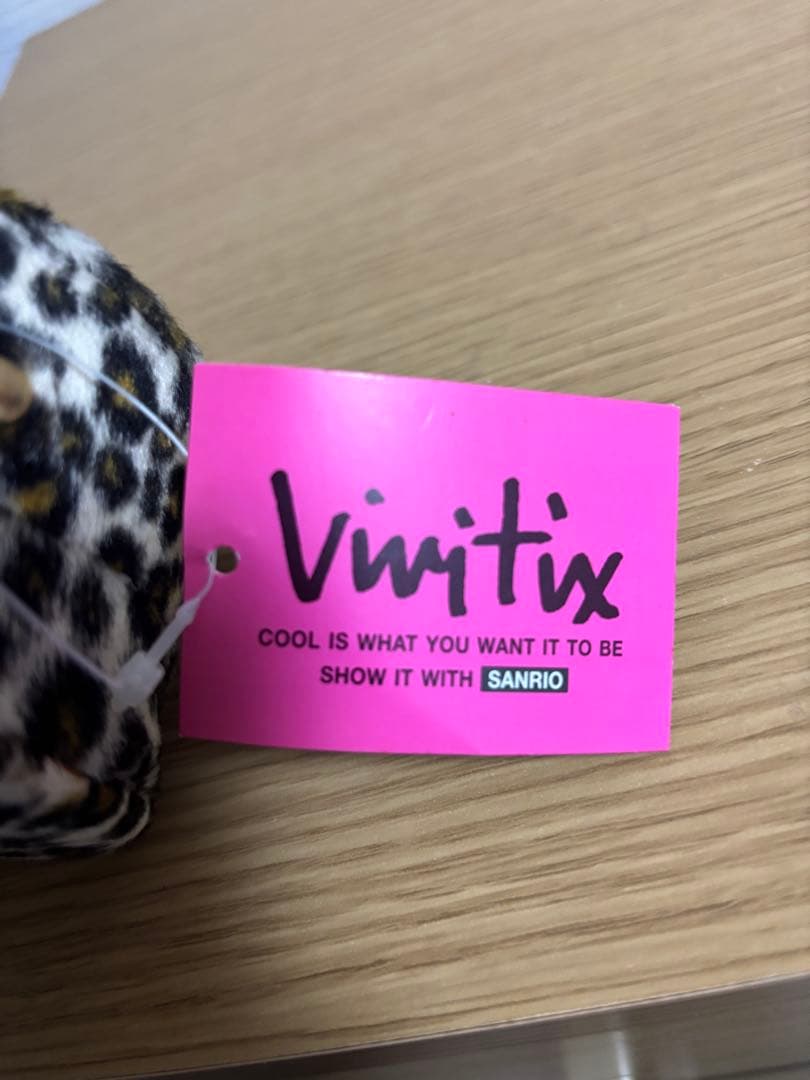 Vivitix
COOL IS WHAT YOU WANT IT TO BE
SHOW IT WITH SANRIO